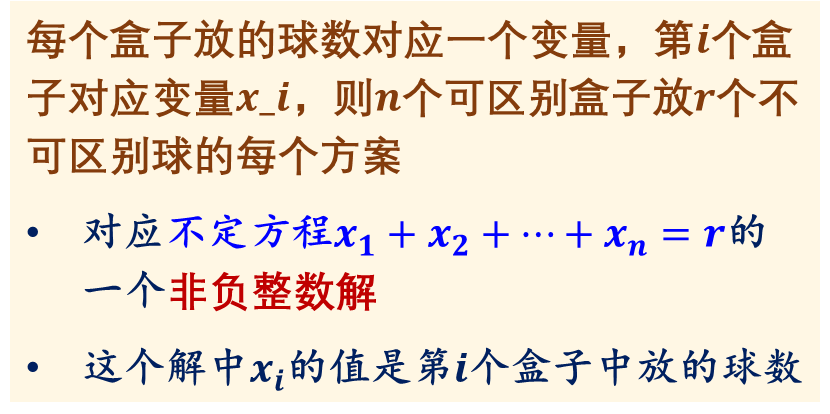 每个盒子放的球数对应一个变量，第i个盒
子对应变量x_i，则n个可区别盒子放r个不
可区别球的每个方案
• 对应不定方程x₁ + x₂ + ⋯ + xₙ = r的
一个非负整数解
• 这个解中xᵢ的值是第i个盒子中放的球数